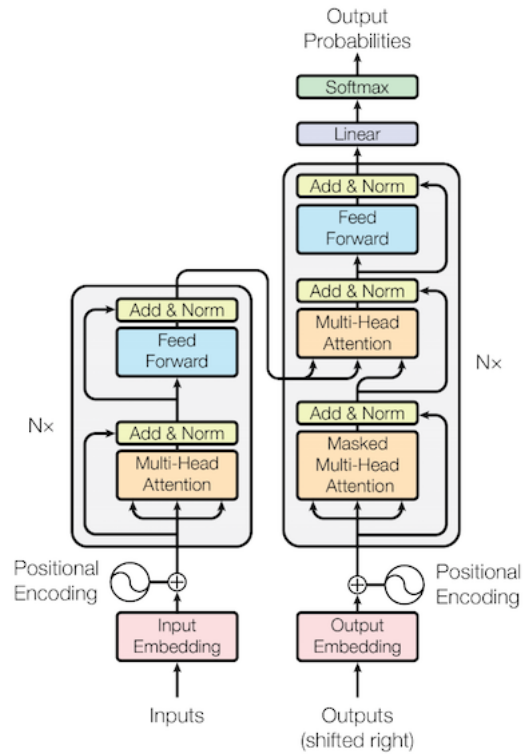 Output
Probabilities
Softmax
Linear
Add & Norm
Feed
Forward
Add & Norm
Multi-Head
Attention
Add & Norm
Masked
Multi-Head
Attention
N×
Add & Norm
Feed
Forward
Add & Norm
Multi-Head
Attention
N×
Positional
Encoding
Positional
Encoding
Input
Embedding
Output
Embedding
Inputs
Outputs
(shifted right)